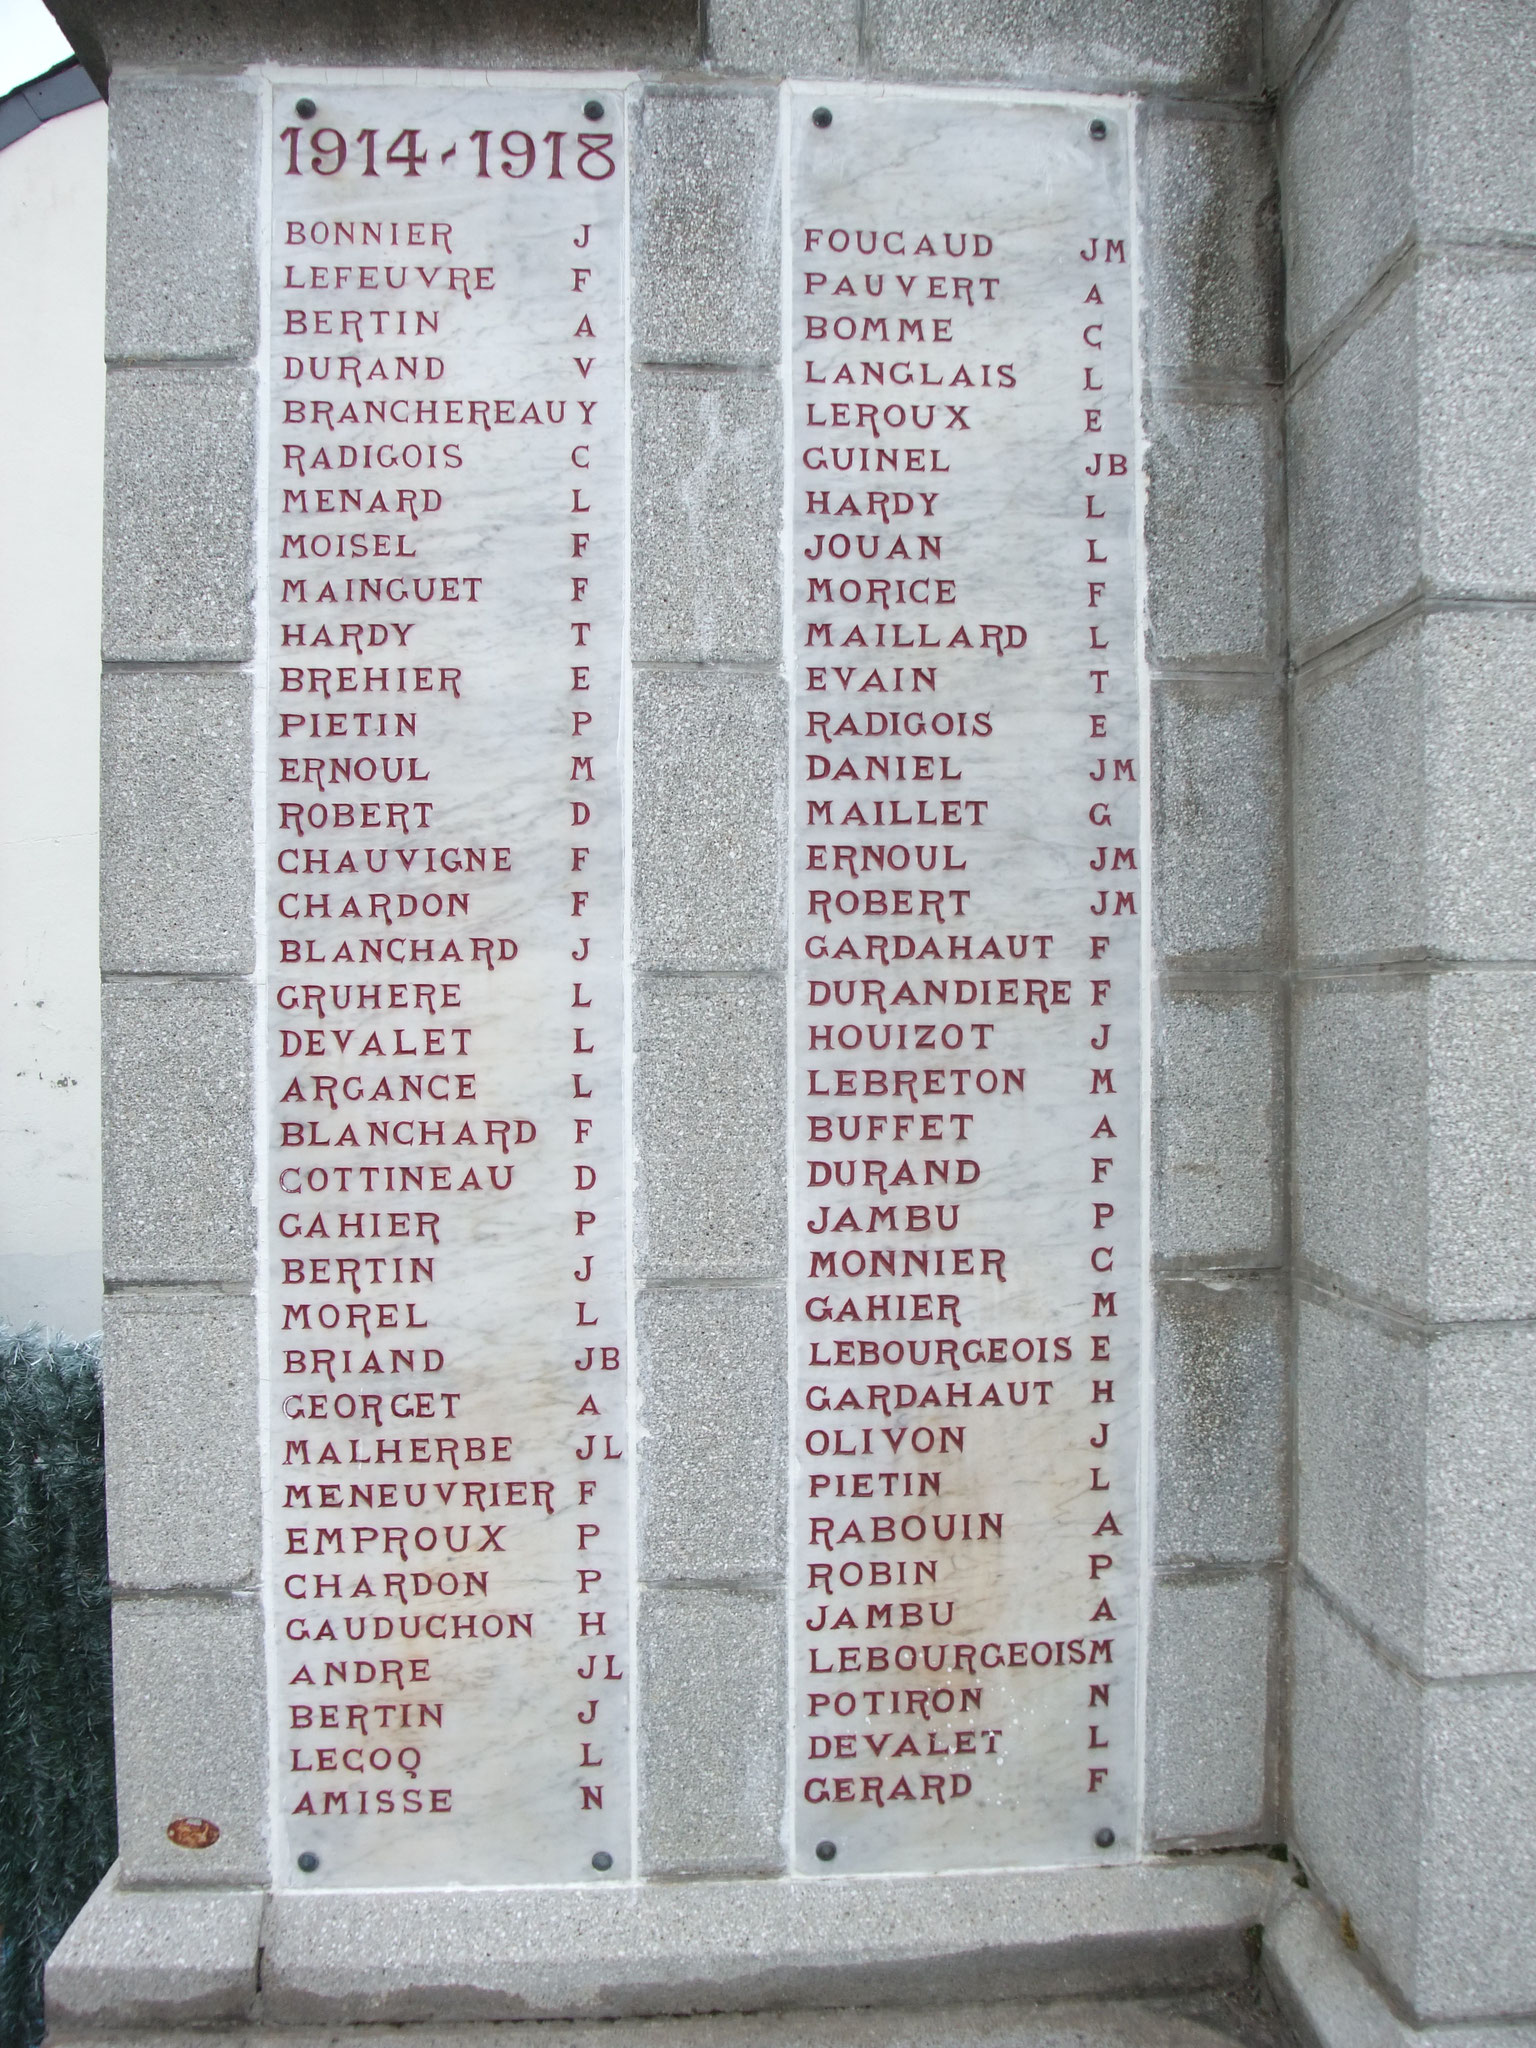 1914-1918
BONNIER J
LEFEUVRE F
BERTIN A
DURAND V
BRANCHEREAU Y
RADIGOIS C
MENARD L
MOISEL F
MAINGUET F
HARDY T
BREHIER E
PIETIN P
ERNOUL M
ROBERT D
CHAUVIGNE F
CHARDON F
BLANCHARD J
GRUHERE L
DEVALET L
ARGANCE L
BLANCHARD F
COTTINEAU D
GAHIER P
BERTIN J
MOREL L
BRIAND JB
GEORGET A
MALHERBE JL
MENEUVRIER F
EMPROUX P
CHARDON P
GAUDUCHON H
ANDRE JL
BERTIN J
LECOQ L
AMISSE N
FOUCAUD JM
PAUVERT A
BOMME C
LANGLAIS L
LEROUX E
GUINEL JB
HARDY L
JOUAN L
MORICE F
MAILLARD L
EVAIN T
RADIGOIS E
DANIEL JM
MAILLET G
ERNOUL JM
ROBERT JM
GARDAHAUT F
DURANDIERE F
HOUIZOT J
LEBRETON M
BUFFET A
DURAND F
JAMBU P
MONNIER C
GAHIER M
LEBOURGEOIS E
GARDAHAUT H
OLIVON J
PIETIN L
RABOUIN A
ROBIN P
JAMBU A
LEBOURGEOIS M
POTIRON N
DEVALET L
GERARD F